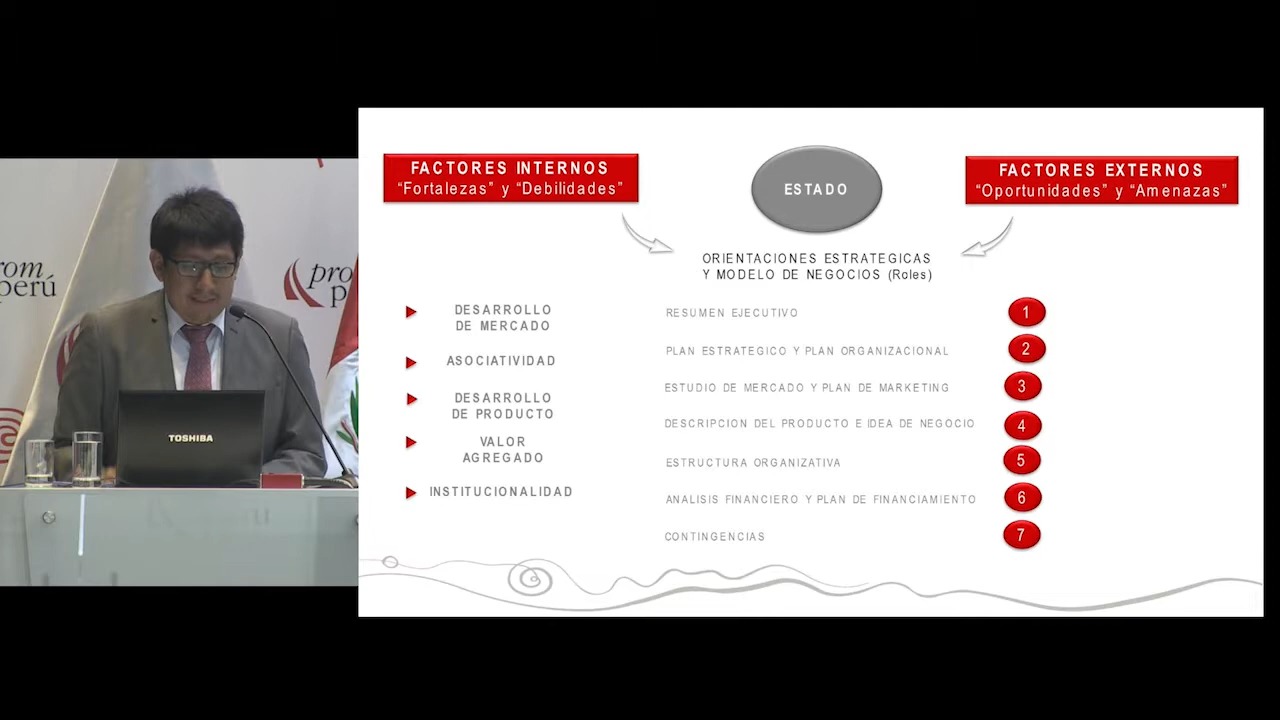 FACTORES INTERNOS
“Fortalezas” y “Debilidades”
ESTADO
FACTORES EXTERNOS
“Oportunidades” y “Amenazas”
ORIENTACIONES ESTRATEGICAS
Y MODELO DE NEGOCIOS (Roles)
DESARROLLO
DE MERCADO
ASOCIATIVIDAD
DESARROLLO
DE PRODUCTO
VALOR
AGREGADO
INSTITUCIONALIDAD
RESUMEN EJECUTIVO
1
PLAN ESTRATEGICO Y PLAN ORGANIZACIONAL
2
ESTUDIO DE MERCADO Y PLAN DE MARKETING
3
DESCRIPCION DEL PRODUCTO E IDEA DE NEGOCIO
4
ESTRUCTURA ORGANIZATIVA
5
ANALISIS FINANCIERO Y PLAN DE FINANCIAMIENTO
6
CONTINGENCIAS
7
rom
perú
pro
p
TOSHIBA